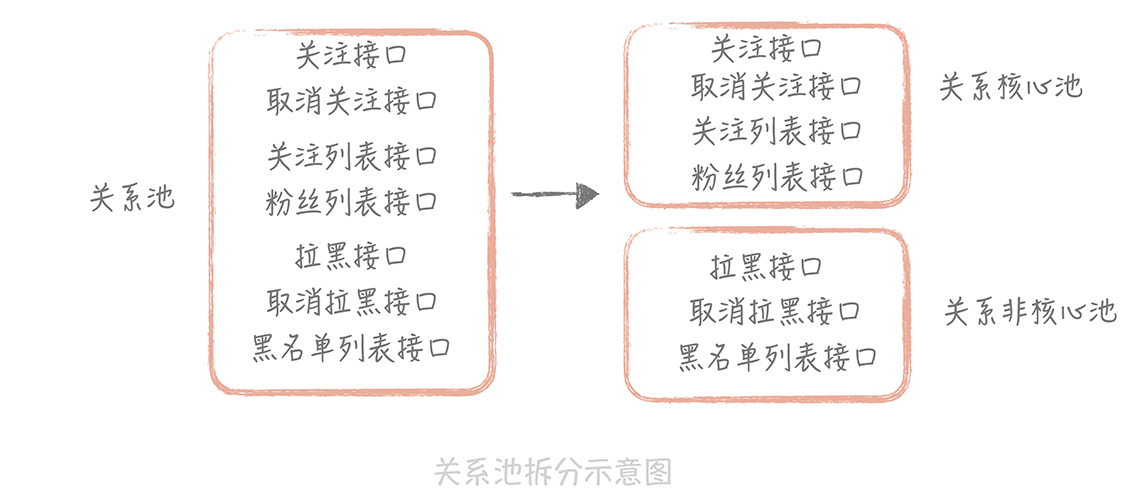 关系池
关注接口
取消关注接口
关注列表接口
粉丝列表接口
拉黑接口
取消拉黑接口
黑名单列表接口
关注接口
取消关注接口
关注列表接口
粉丝列表接口
关系核心池
拉黑接口
取消拉黑接口
黑名单列表接口
关系非核心池
关系池拆分示意图